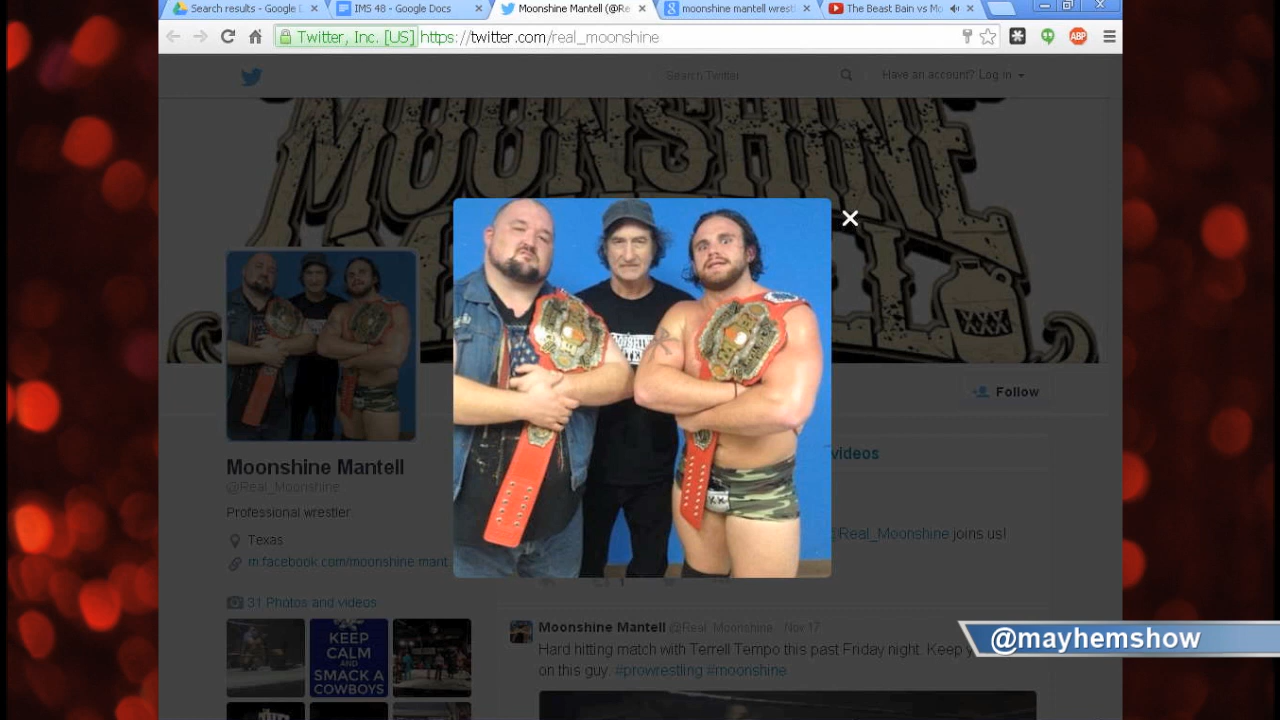 Search results - Google D
IMS 48 - Google Docs
Moonshine Mantell (@Re
moonshine mantell wrestl
The Beast Bain vs Mo
Twitter, Inc. [US]
https://twitter.com/real_moonshine
ABP
Search Twitter
Have an account? Log in
MOONSHINE
XXX
Follow
Moonshine Mantell
@Real_Moonshine
Professional wrestler
Texas
m.facebook.com/moonshine mant
31 Photos and videos
KEEP
CALM
AND
SMACK A
COWBOYS
videos
@Real_Moonshine joins us!
Moonshine Mantell @Real_Moonshine · Nov 17
Hard hitting match with Terrell Tempo this past Friday night. Keep
on this guy. #prowrestling #moonshine
@mayhemshow